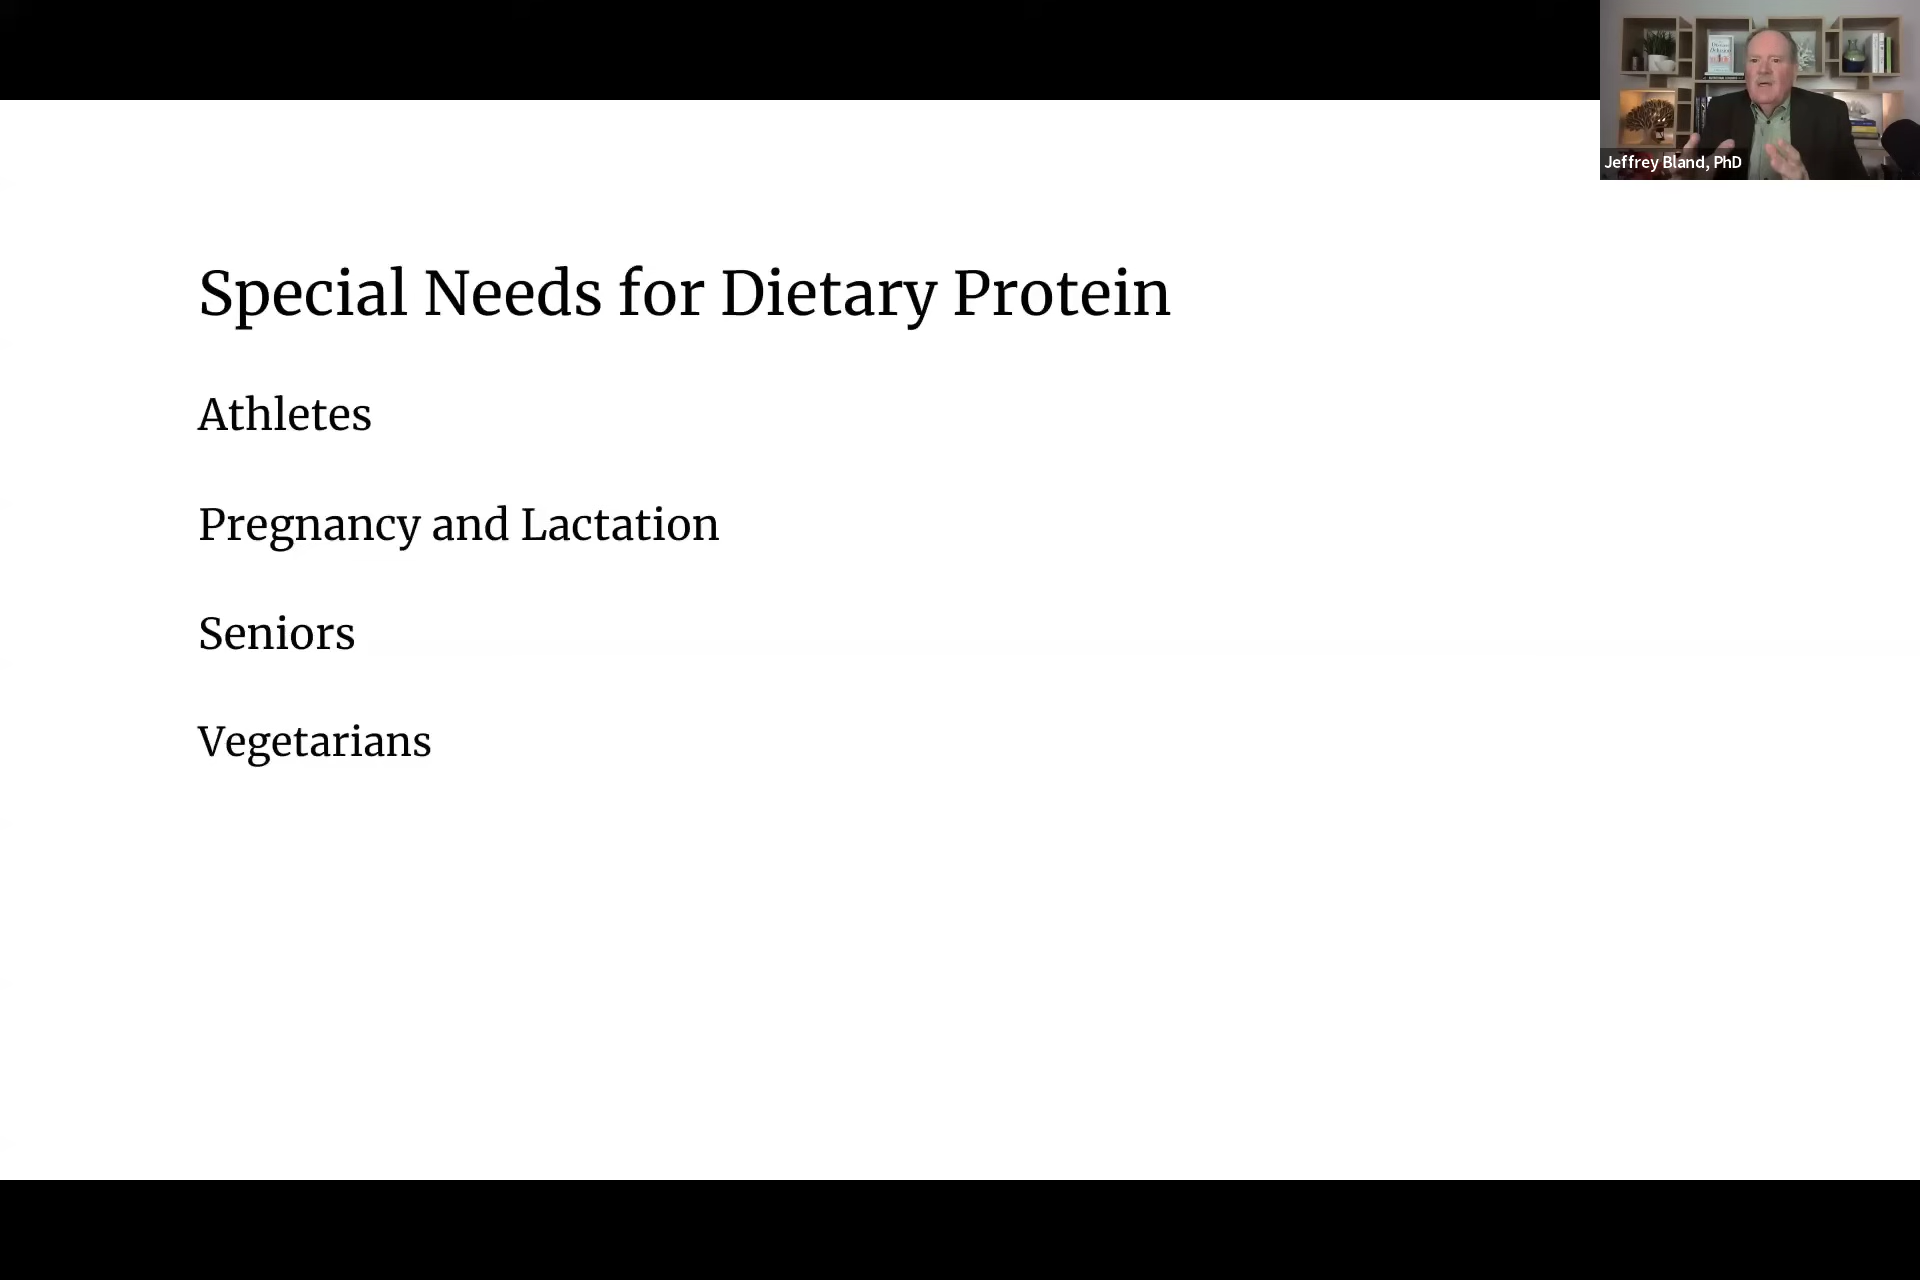 Jeffrey Bland, PhD
Special Needs for Dietary Protein
Athletes
Pregnancy and Lactation
Seniors
Vegetarians